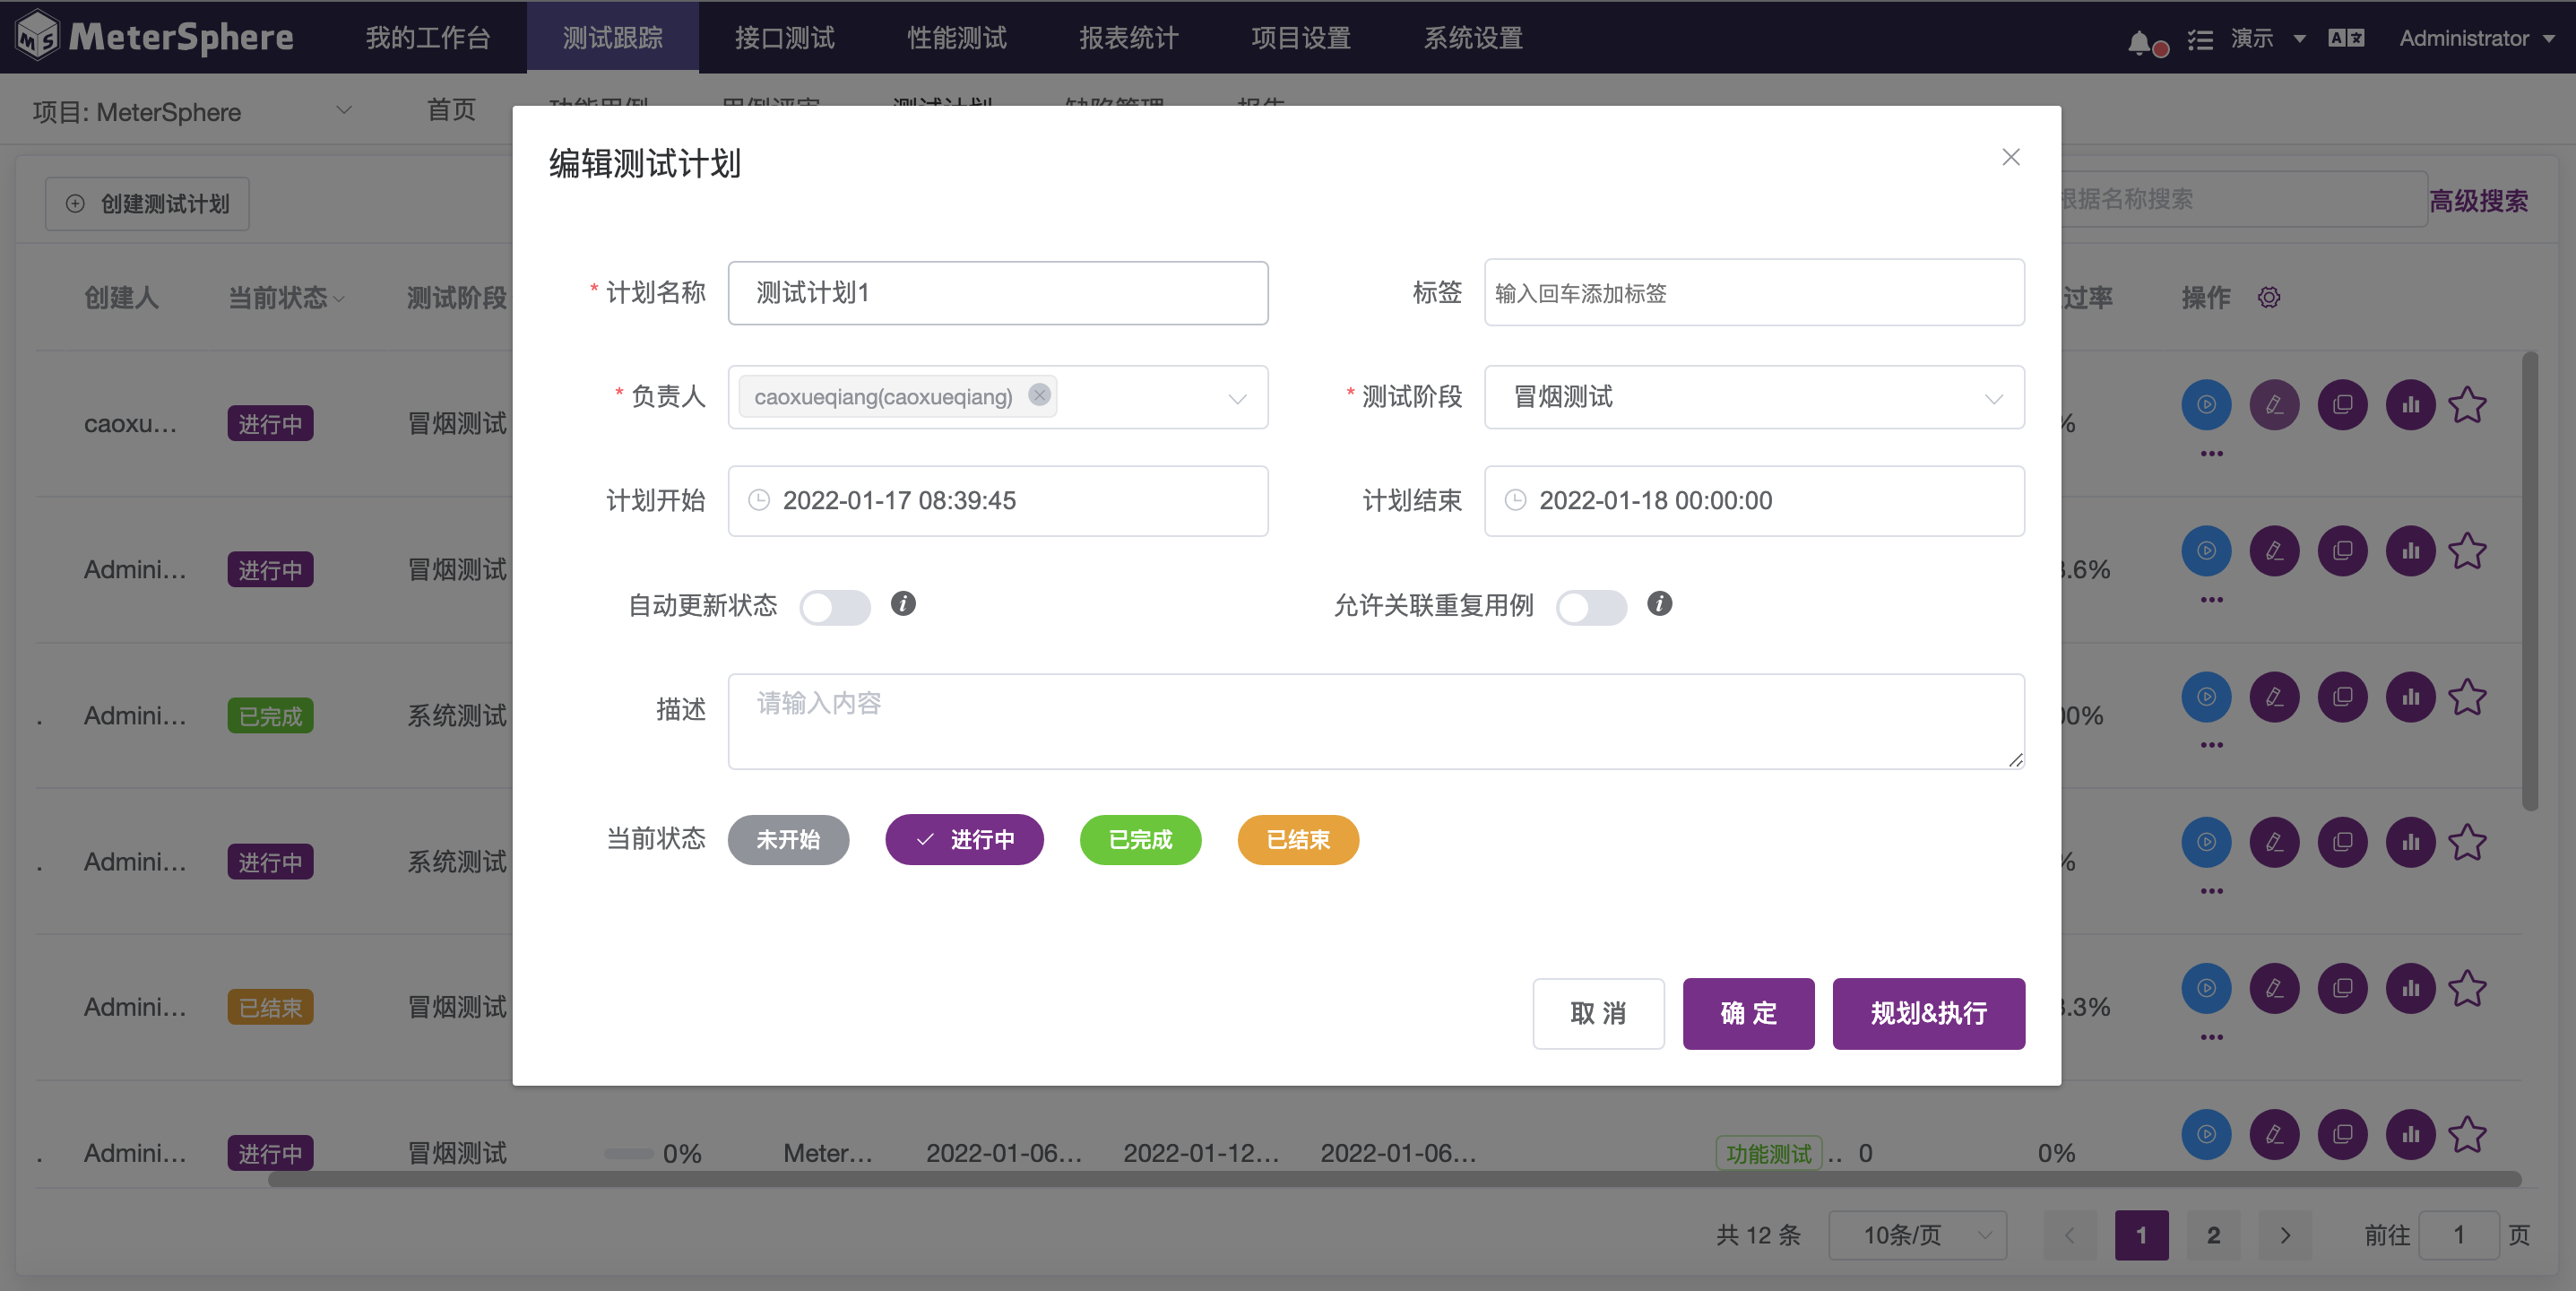 MeterSphere 我的工作台 测试跟踪 接口测试 性能测试 报表统计 项目设置 系统设置 演示 Administrator
项目: MeterSphere 首页
创建测试计划 根据名称搜索 高级搜索
编辑测试计划
创建人 当前状态 测试阶段 过率 操作
* 计划名称 测试计划1 标签 输入回车添加标签
* 负责人 caoxueqiang(caoxueqiang) * 测试阶段 冒烟测试
caoxu... 进行中 冒烟测试 %
计划开始 2022-01-17 08:39:45 计划结束 2022-01-18 00:00:00
Admini... 进行中 冒烟测试 .6%
自动更新状态 允许关联重复用例
描述 请输入内容
. Admini... 已完成 系统测试 00%
当前状态 未开始 进行中 已完成 已结束
. Admini... 进行中 系统测试 %
Admini... 已结束 冒烟测试 .3%
取 消 确 定 规划&执行
. Admini... 进行中 冒烟测试 0% Meter... 2022-01-06... 2022-01-12... 2022-01-06... 功能测试 .. 0 0%
共 12 条 10条/页 1 2 前往 1 页